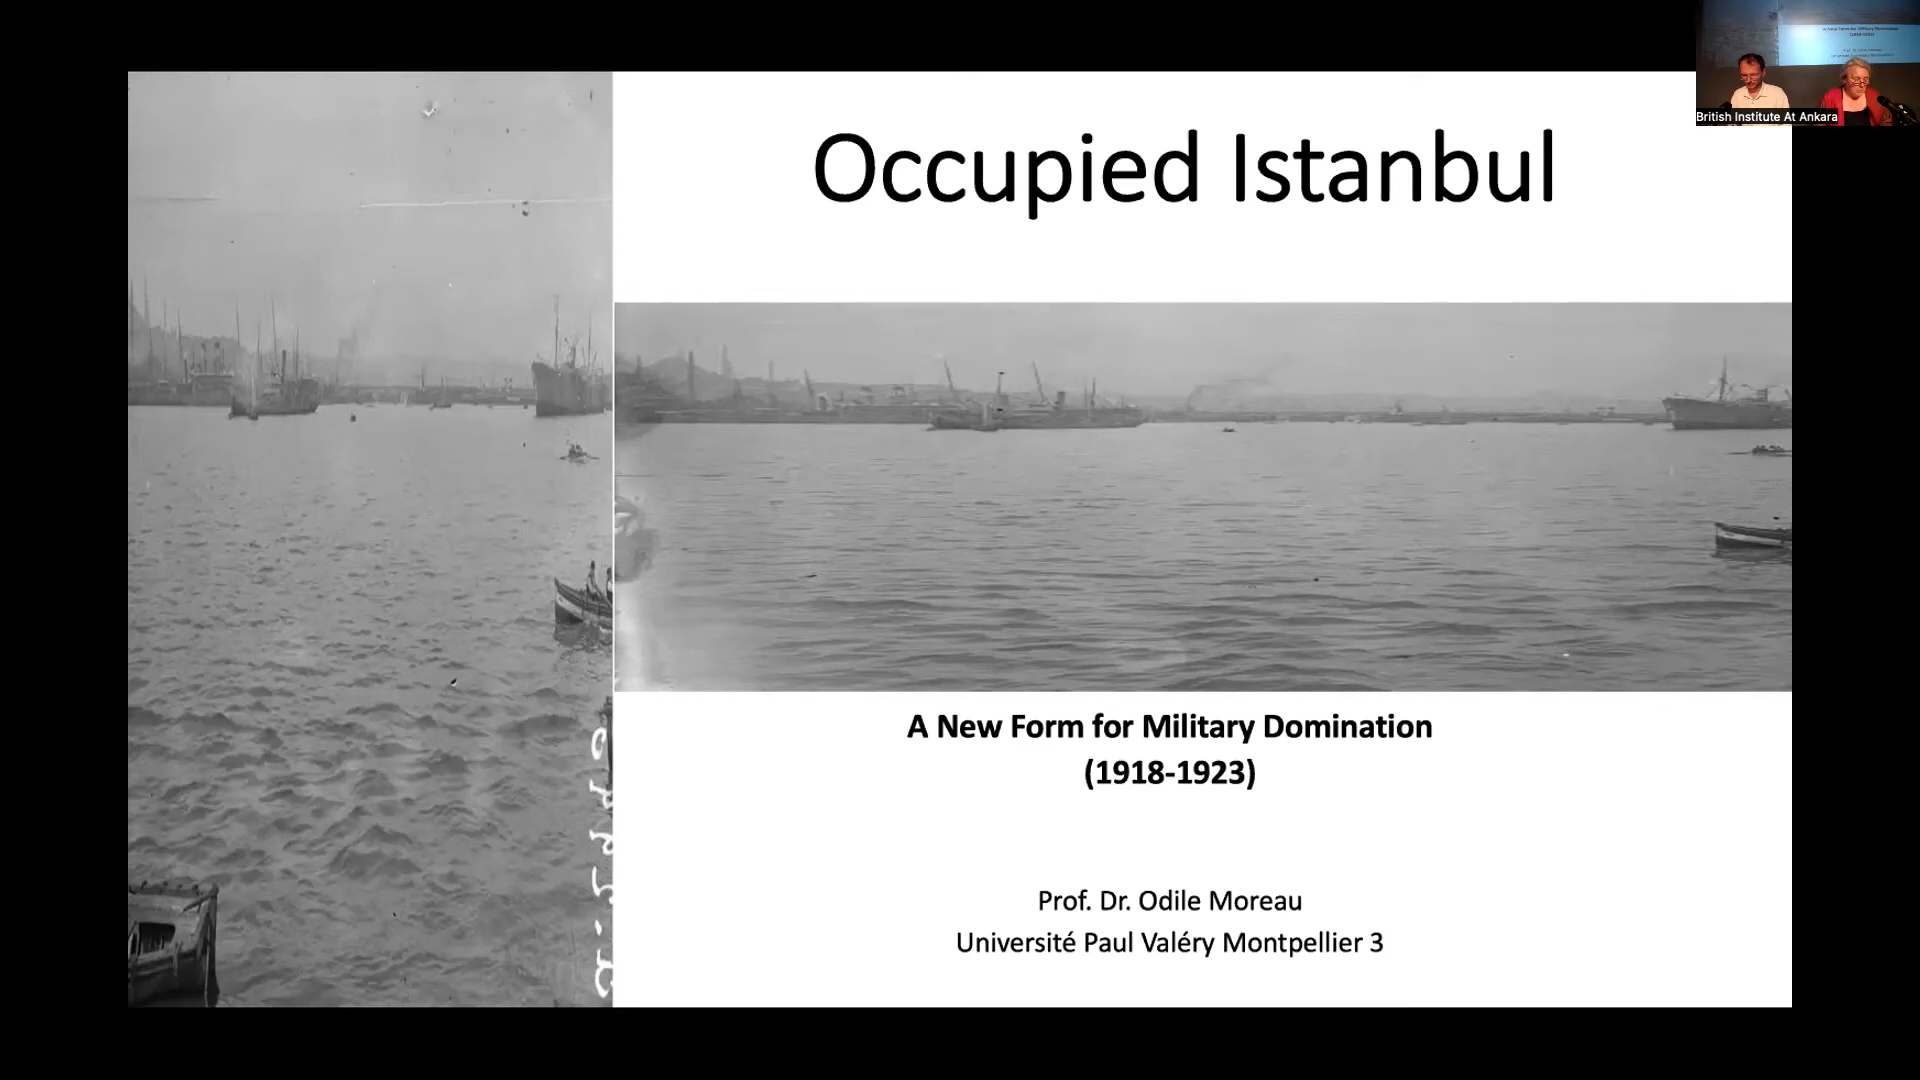 Occupied Istanbul
A New Form for Military Domination
(1918-1923)
Prof. Dr. Odile Moreau
Université Paul Valéry Montpellier 3
British Institute At Ankara